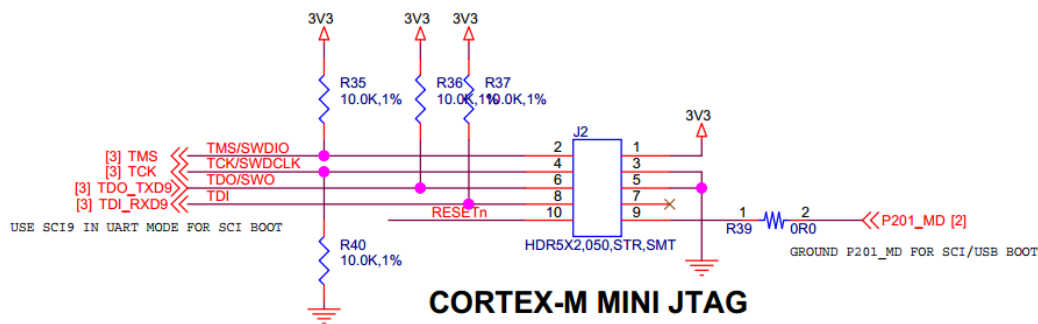 3V3 3V3 3V3
R35
10.0K,1%
R36
10.0K,1%
R37
10.0K,1%
3V3
J2
[3] TMS TMS/SWDIO 2 1
[3] TCK TCK/SWDCLK 4 3
[3] TDO_TXD9 TDO/SWO 6 5
[3] TDI_RXD9 TDI 8 7
RESETn 10 9 1 2 P201_MD [2]
R39 0R0
USE SCI9 IN UART MODE FOR SCI BOOT
R40
10.0K,1%
HDR5X2,050,STR,SMT
GROUND P201_MD FOR SCI/USB BOOT
CORTEX-M MINI JTAG